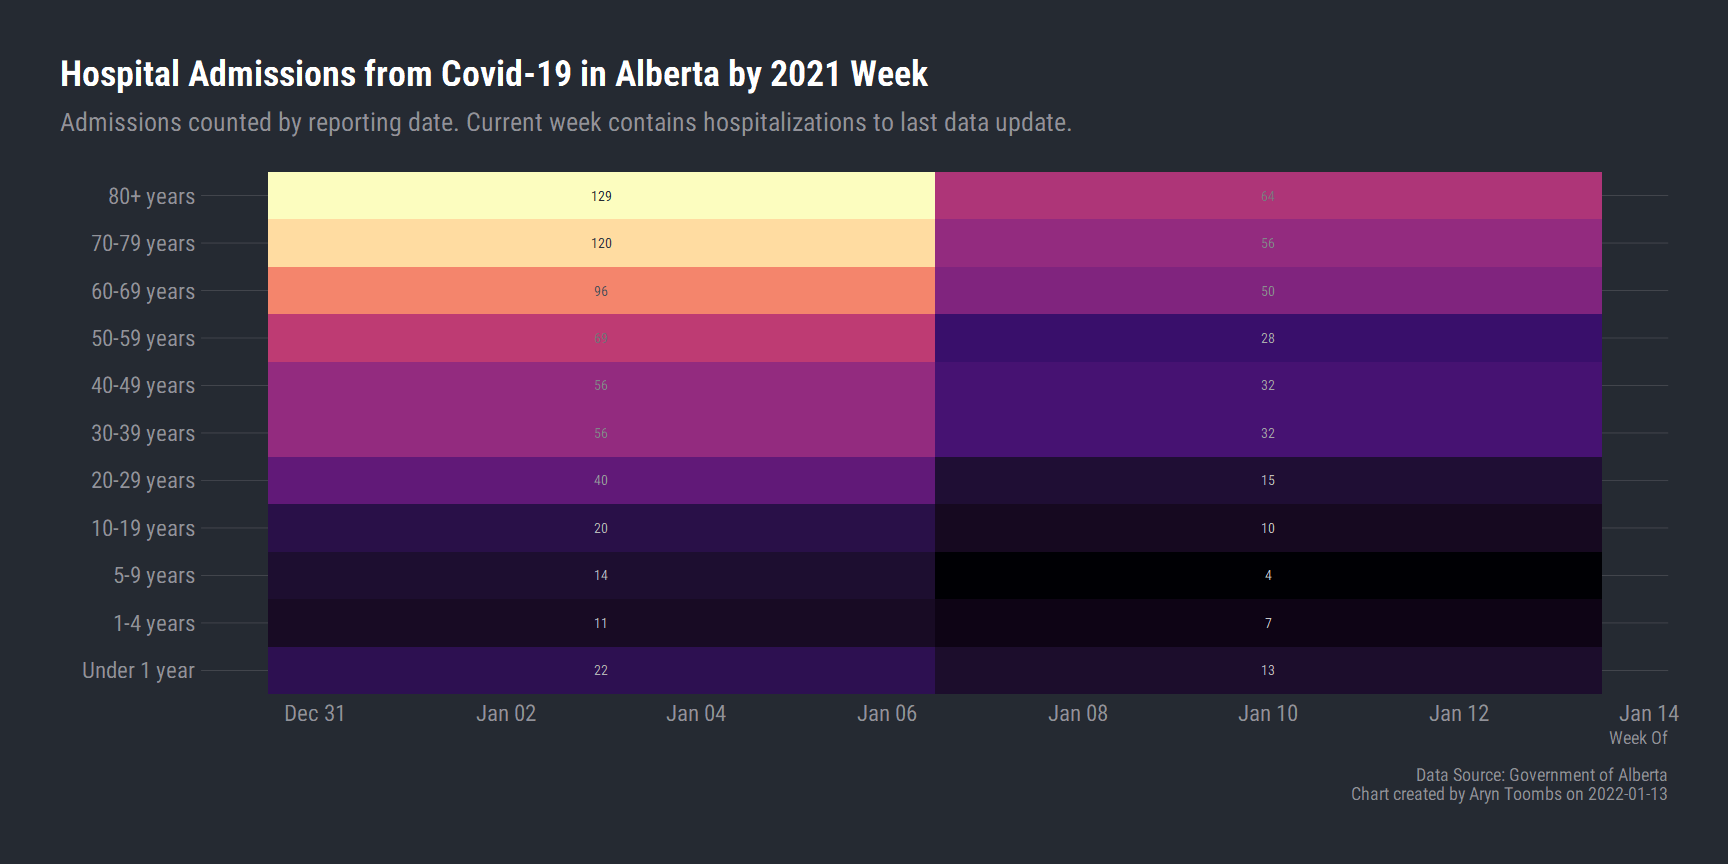 Hospital Admissions from Covid-19 in Alberta by 2021 Week
Admissions counted by reporting date. Current week contains hospitalizations to last data update.
80+ years 129 64
70-79 years 120 56
60-69 years 96 50
50-59 years 69 28
40-49 years 56 32
30-39 years 56 32
20-29 years 40 15
10-19 years 20 10
5-9 years 14 4
1-4 years 11 7
Under 1 year 22 13
Dec 31 Jan 02 Jan 04 Jan 06 Jan 08 Jan 10 Jan 12 Jan 14
Week Of
Data Source: Government of Alberta
Chart created by Aryn Toombs on 2022-01-13